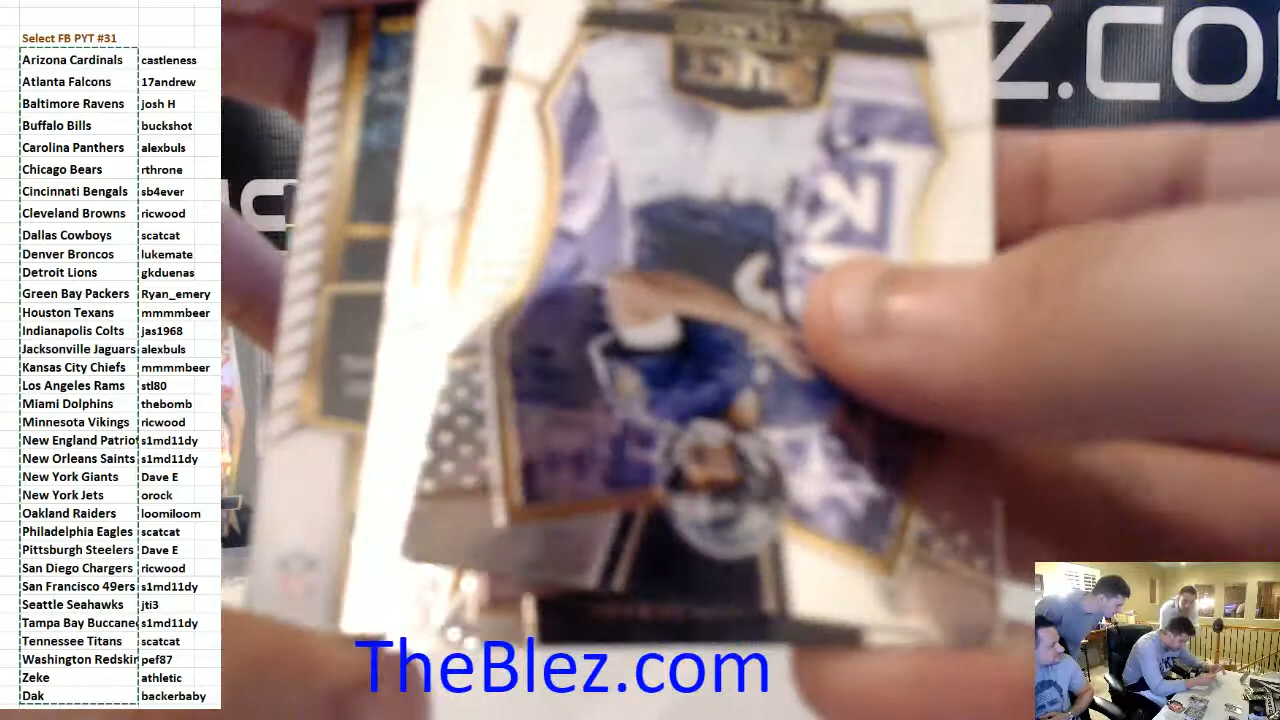 Select FB PYT #31
Arizona Cardinals castleness
Atlanta Falcons 17andrew
Baltimore Ravens josh H
Buffalo Bills buckshot
Carolina Panthers alexbuls
Chicago Bears rthrone
Cincinnati Bengals sb4ever
Cleveland Browns ricwood
Dallas Cowboys scatcat
Denver Broncos lukemate
Detroit Lions gkduenas
Green Bay Packers Ryan_emery
Houston Texans mmmmbeer
Indianapolis Colts jas1968
Jacksonville Jaguars alexbuls
Kansas City Chiefs mmmmbeer
Los Angeles Rams stl80
Miami Dolphins thebomb
Minnesota Vikings ricwood
New England Patriot s1md11dy
New Orleans Saints s1md11dy
New York Giants Dave E
New York Jets orock
Oakland Raiders loomiloom
Philadelphia Eagles scatcat
Pittsburgh Steelers Dave E
San Diego Chargers ricwood
San Francisco 49ers s1md11dy
Seattle Seahawks jti3
Tampa Bay Buccanee s1md11dy
Tennessee Titans scatcat
Washington Redskin pef87
Zeke athletic
Dak backerbaby
Z.CO
TheBlez.com